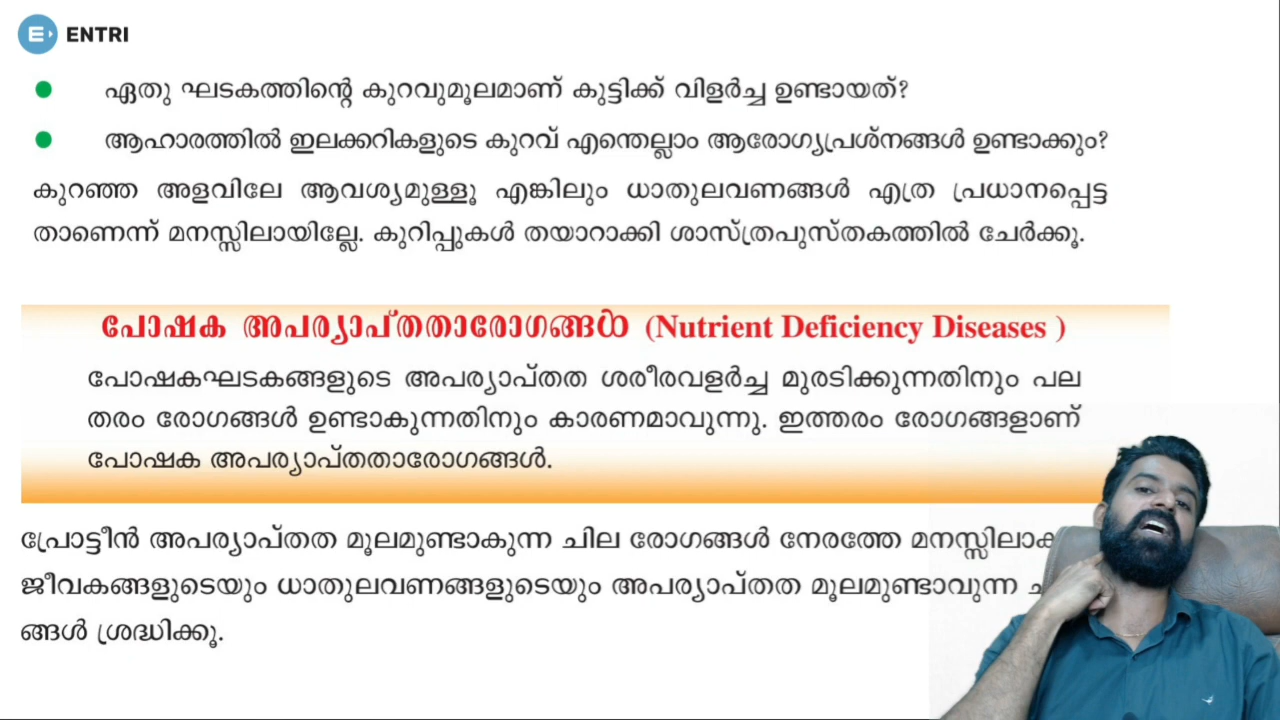 ENTRI
ഏതു ഘടകത്തിന്റെ കുറവുമൂലമാണ് കുട്ടിക്ക് വിളർച്ച ഉണ്ടായത്?
ആഹാരത്തിൽ ഇലക്കറികളുടെ കുറവ് എന്തെല്ലാം ആരോഗ്യപ്രശ്നങ്ങൾ ഉണ്ടാക്കും?
കുറഞ്ഞ അളവിലേ ആവശ്യമുള്ളൂ എങ്കിലും ധാതുലവണങ്ങൾ എത്ര പ്രധാനപ്പെട്ട
താണെന്ന് മനസ്സിലായില്ലേ. കുറിപ്പുകൾ തയാറാക്കി ശാസ്ത്രപുസ്തകത്തിൽ ചേർക്കൂ.
പോഷക അപര്യാപ്തതാരോഗങ്ങൾ (Nutrient Deficiency Diseases )
പോഷകഘടകങ്ങളുടെ അപര്യാപ്തത ശരീരവളർച്ച മുരടിക്കുന്നതിനും പല
തരം രോഗങ്ങൾ ഉണ്ടാകുന്നതിനും കാരണമാവുന്നു. ഇത്തരം രോഗങ്ങളാണ്
പോഷക അപര്യാപ്തതാരോഗങ്ങൾ.
പ്രോട്ടീൻ അപര്യാപ്തത മൂലമുണ്ടാകുന്ന ചില രോഗങ്ങൾ നേരത്തേ
ജീവകങ്ങളുടെയും ധാതുലവണങ്ങളുടെയും അപര്യാപ്തത മൂലമുണ്ടാവുന്ന
ങ്ങൾ ശ്രദ്ധിക്കൂ.